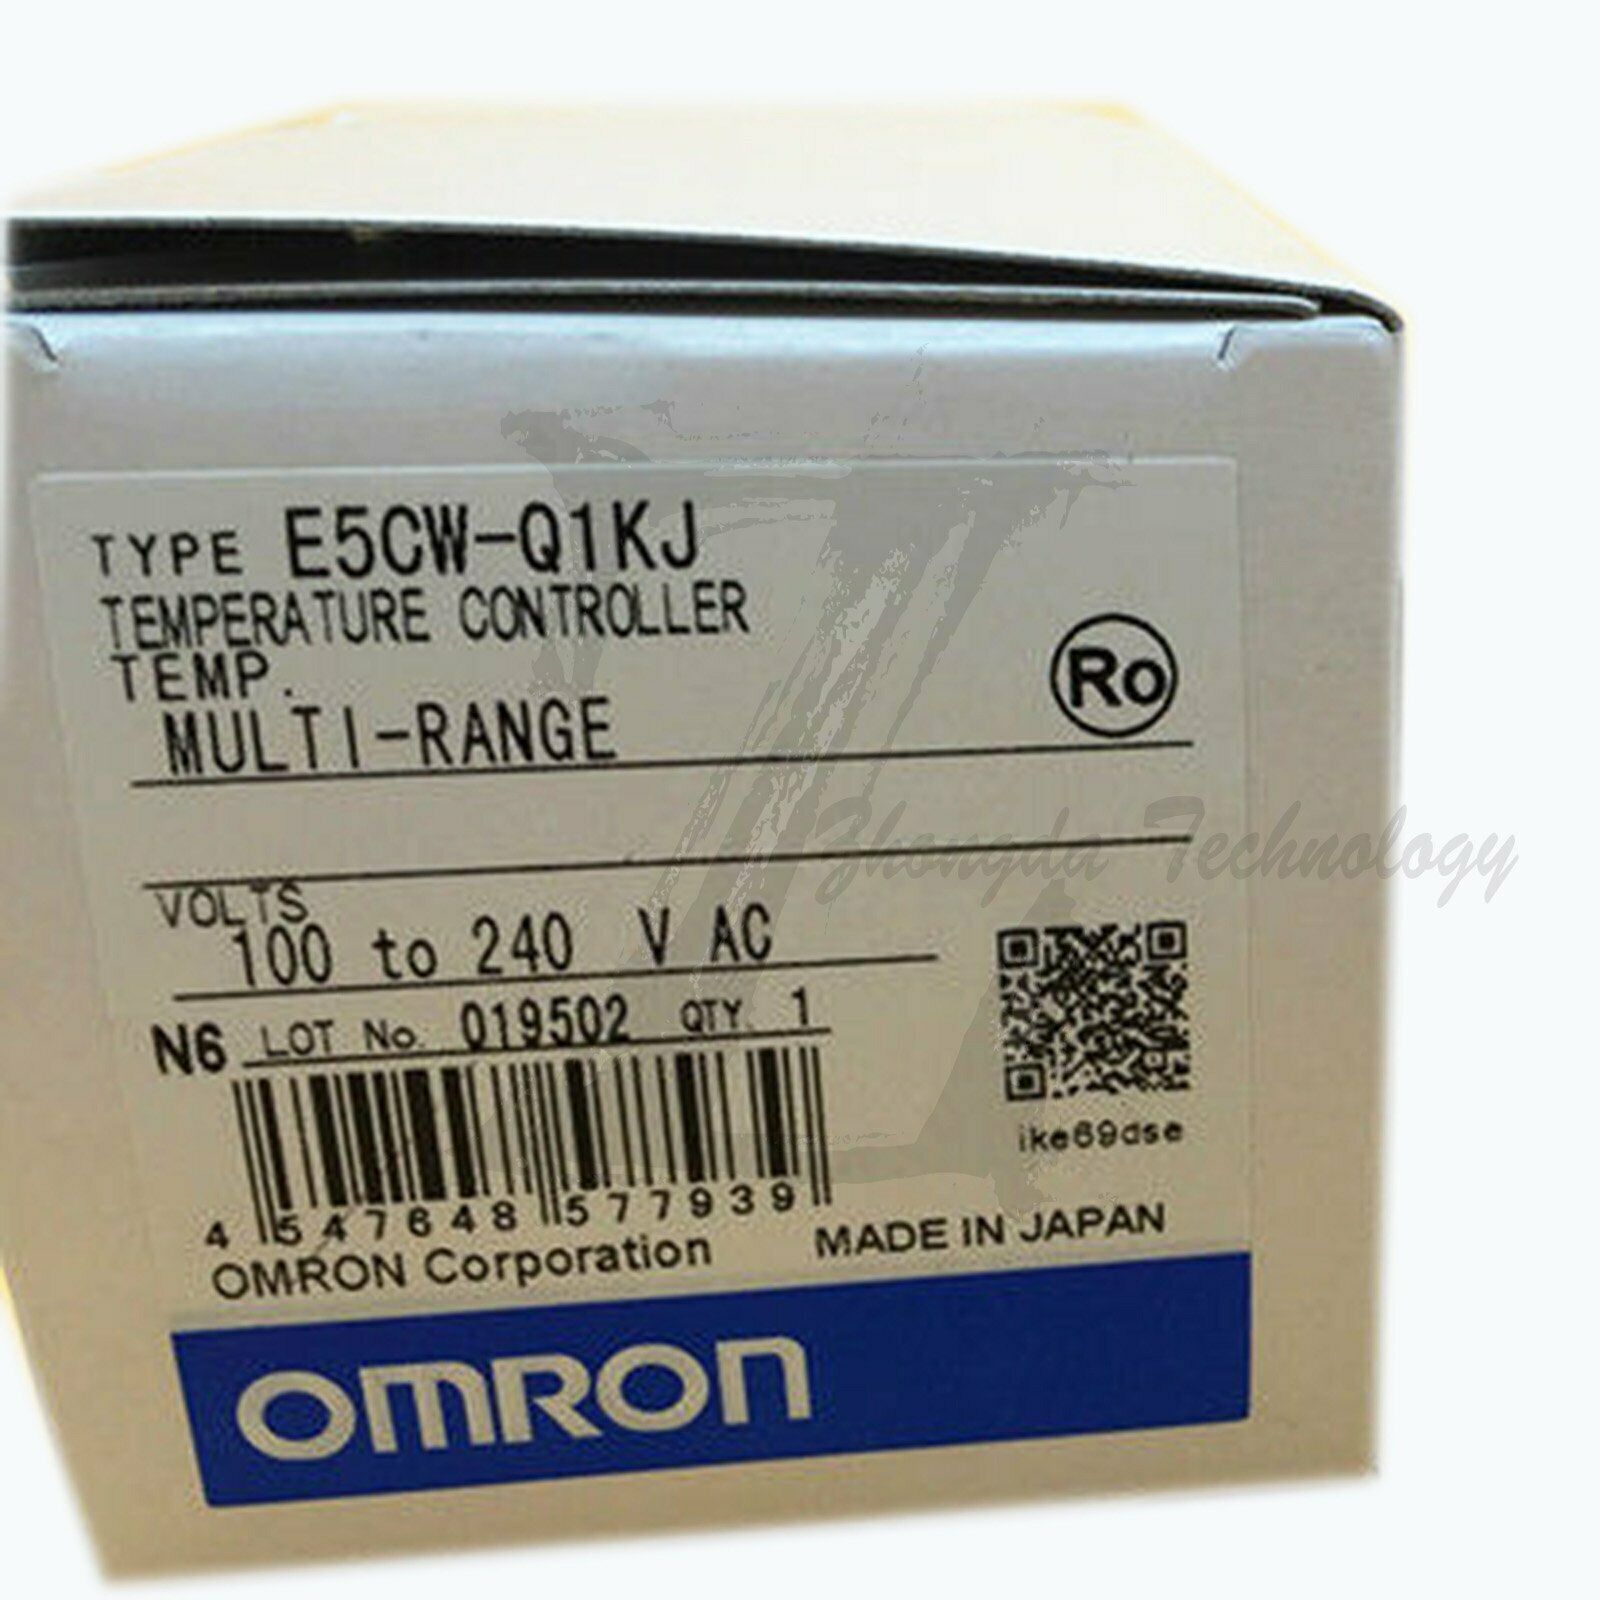 TYPE E5CW-Q1KJ
TEMPERATURE CONTROLLER
TEMP.
MULTI-RANGE
Ro
Zhongda Technology
VOLTS
100 to 240 V AC
N6 LOT No. 019502 QTY. 1
4 547648 577939
ike69dse
OMRON Corporation
MADE IN JAPAN
OMRON